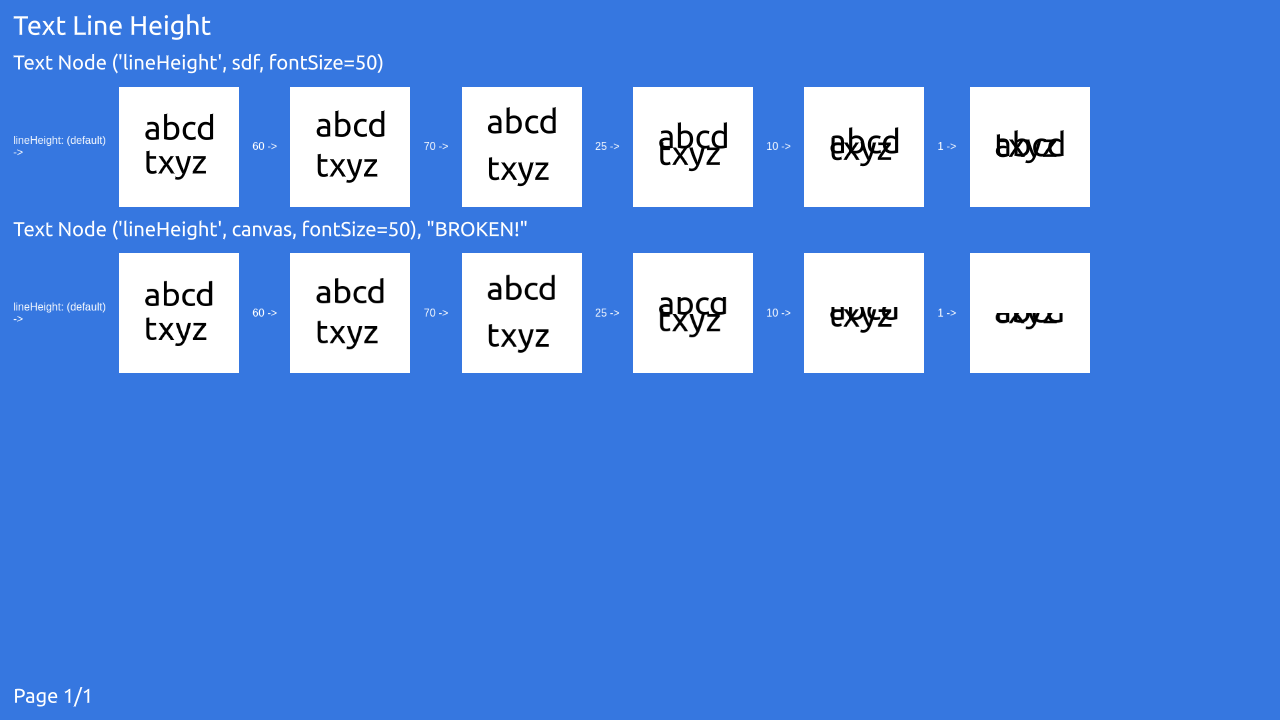 Text Line Height
Text Node ('lineHeight', sdf, fontSize=50)
lineHeight: (default)
->
abcd
txyz
60 ->
abcd
txyz
70 ->
abcd
txyz
25 ->
abcd
txyz
10 ->
abcd
txyz
1 ->
abcd
txyz
Text Node ('lineHeight', canvas, fontSize=50), "BROKEN!"
lineHeight: (default)
->
abcd
txyz
60 ->
abcd
txyz
70 ->
abcd
txyz
25 ->
abcd
txyz
10 ->
abcd
txyz
1 ->
Page 1/1